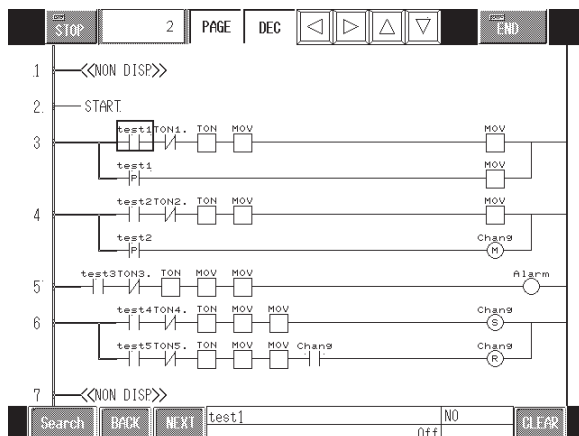 STOP 2 PAGE DEC END
1 <<NON DISP>>
2. START.
3 test1 TON1. TON MOV MOV
test1 MOV
P
4 test2 TON2. TON MOV MOV
test2 Chang
P M
5 test3 TON3. TON MOV MOV Alarm
6 test4 TON4. TON MOV MOV Chang
S
test5 TON5. TON MOV MOV Chang Chang
R
7 <<NON DISP>>
Search BACK NEXT test1 NO CLEAR
Off